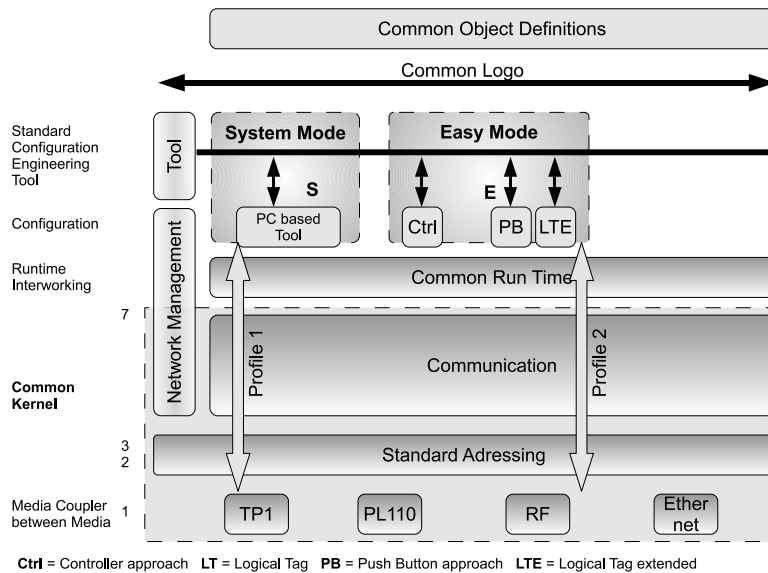 Common Object Definitions
Common Logo
Standard
Configuration
Engineering
Tool
Tool
System Mode
Easy Mode
S
E
Configuration
PC based
Tool
Ctrl
PB
LTE
Runtime
Interworking
Network Management
Common Run Time
7
Profile 1
Profile 2
Communication
Common
Kernel
3
2
Standard Adressing
Media Coupler
between Media
1
TP1
PL110
RF
Ether
net
Ctrl = Controller approach LT = Logical Tag PB = Push Button approach LTE = Logical Tag extended